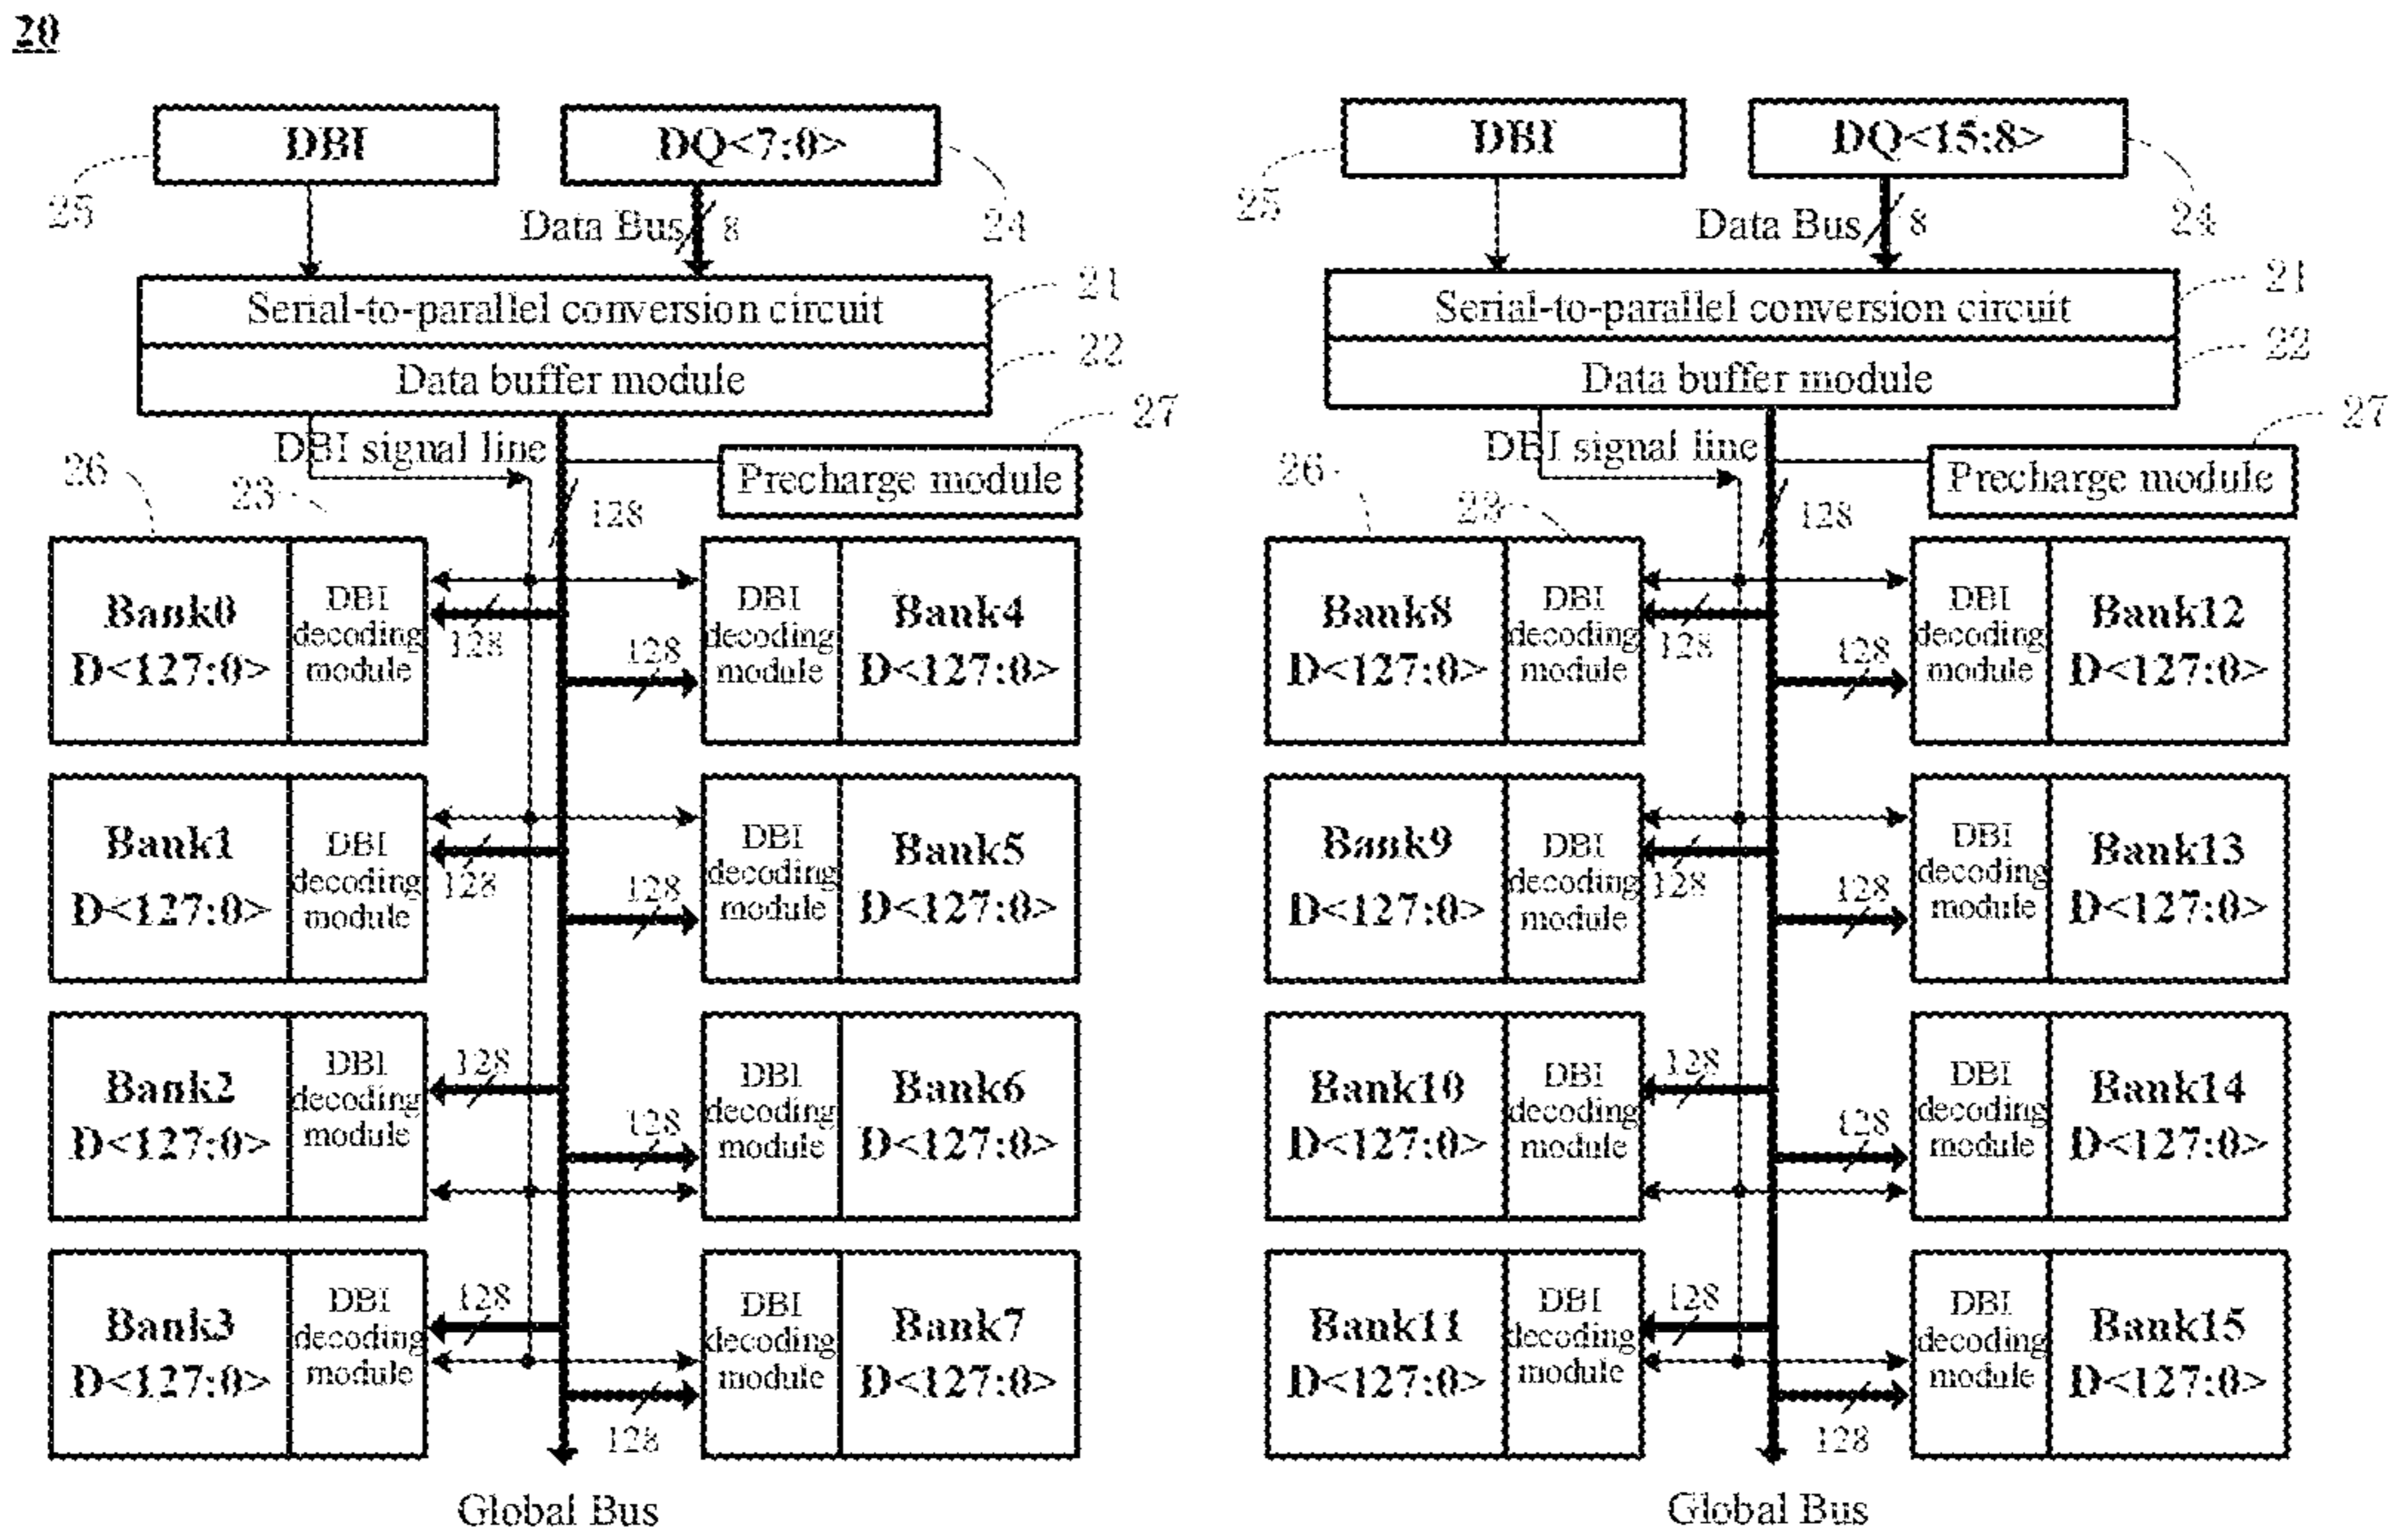 20
DBI
DQ<7:0>
25
Data Bus
8
24
Serial-to-parallel conversion circuit
21
Data buffer module
22
DBI signal line
27
Precharge module
26
23
128
Bank0
D<127:0>
DBI
decoding
module
128
128
DBI
decoding
module
Bank4
D<127:0>
Bank1
D<127:0>
DBI
decoding
module
128
128
DBI
decoding
module
Bank5
D<127:0>
Bank2
D<127:0>
DBI
decoding
module
128
128
DBI
decoding
module
Bank6
D<127:0>
Bank3
D<127:0>
DBI
decoding
module
128
128
DBI
decoding
module
Bank7
D<127:0>
Global Bus
DBI
DQ<15:8>
25
Data Bus
8
24
Serial-to-parallel conversion circuit
21
Data buffer module
22
DBI signal line
27
Precharge module
26
23
128
Bank8
D<127:0>
DBI
decoding
module
128
128
DBI
decoding
module
Bank12
D<127:0>
Bank9
D<127:0>
DBI
decoding
module
128
128
DBI
decoding
module
Bank13
D<127:0>
Bank10
D<127:0>
DBI
decoding
module
128
128
DBI
decoding
module
Bank14
D<127:0>
Bank11
D<127:0>
DBI
decoding
module
128
128
DBI
decoding
module
Bank15
D<127:0>
Global Bus